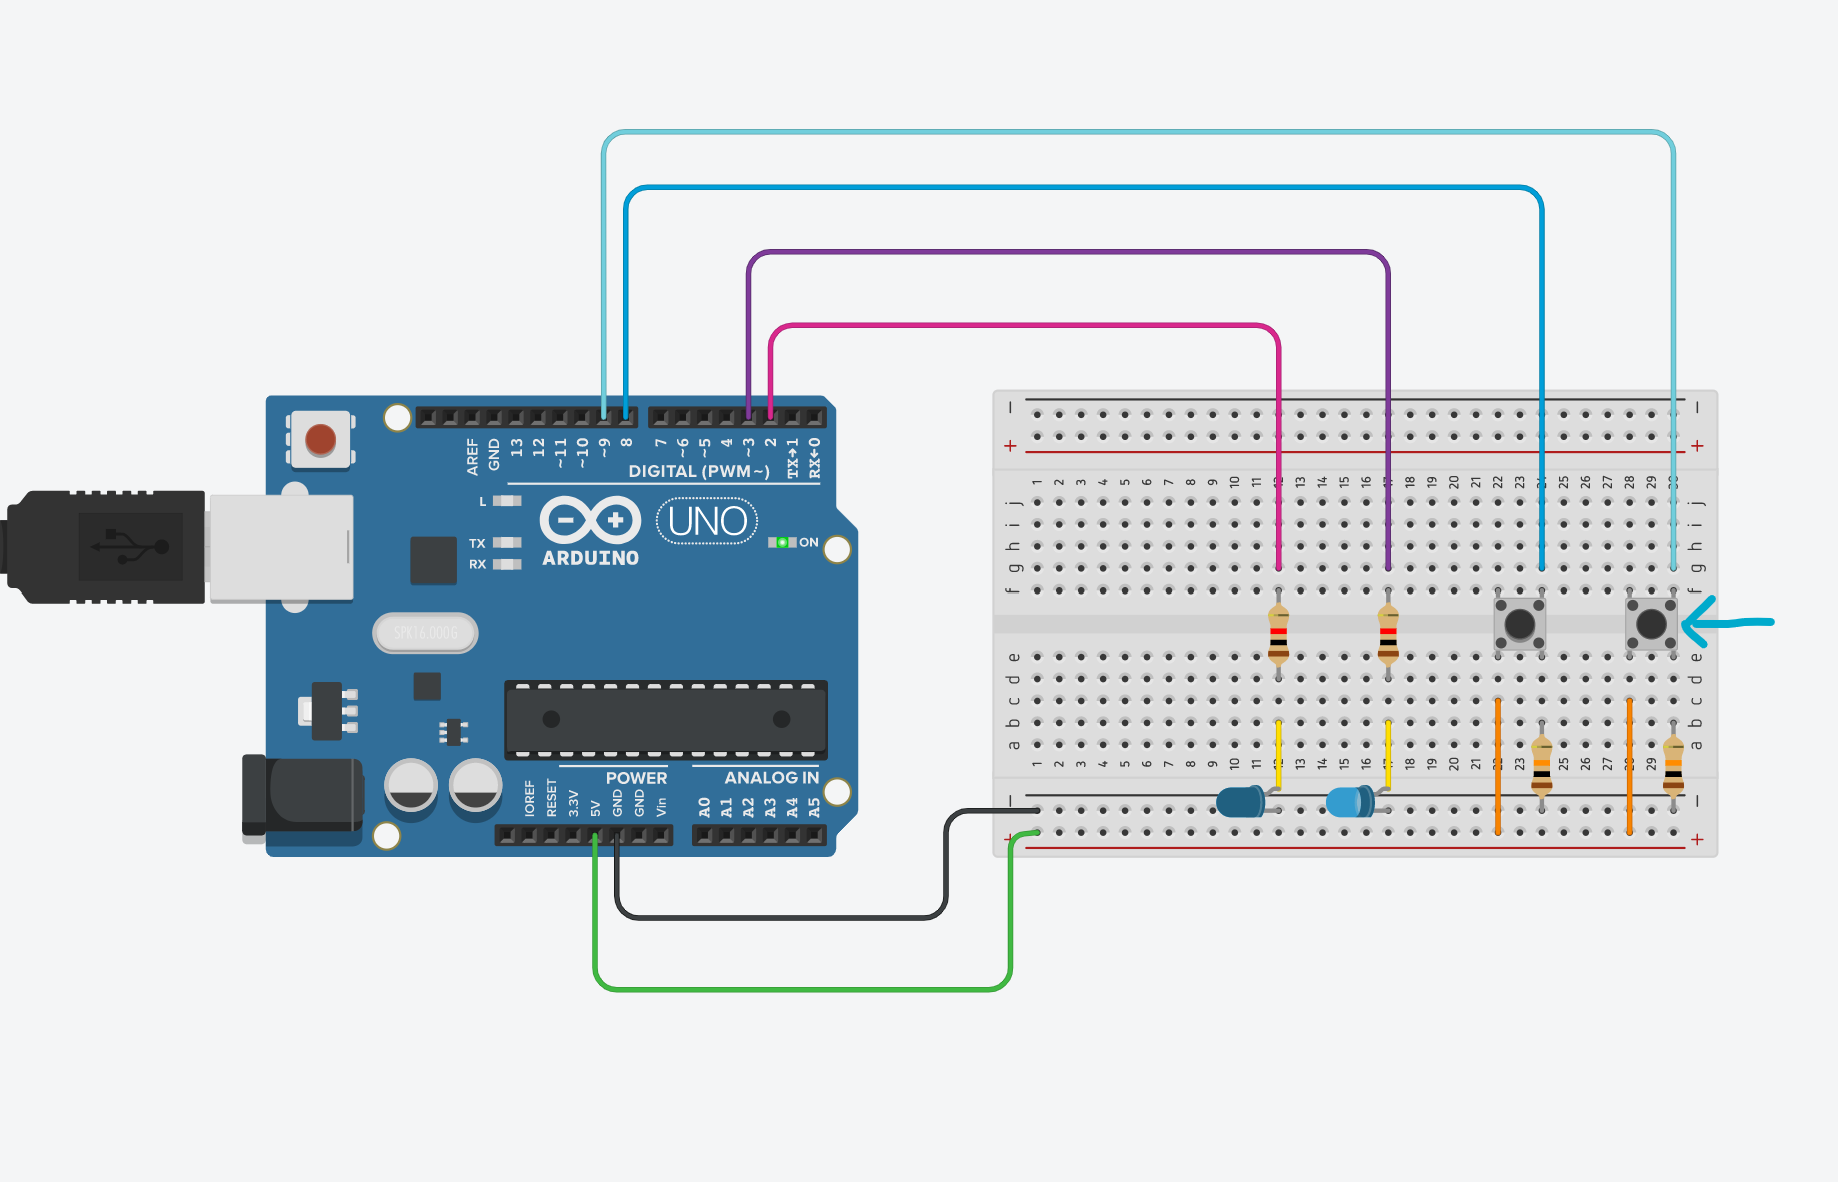 AREF GND 13 12 ~11 ~10 ~9 8 7 ~6 ~5 4 ~3 2 TX→1 RX←0
DIGITAL (PWM ~)
L
UNO
TX
RX
ARDUINO
ON
SPK16.000G
POWER
ANALOG IN
IOREF RESET 3.3V 5V GND GND Vin A0 A1 A2 A3 A4 A5
− −
+ +
1 2 3 4 5 6 7 8 9 10 11 12 13 14 15 16 17 18 19 20 21 22 23 24 25 26 27 28 29 30
j j
i i
h h
g g
f f
e e
d d
c c
b b
a a
1 2 3 4 5 6 7 8 9 10 11 12 13 14 15 16 17 18 19 20 21 22 23 25 26 27 28 29
− −
+ +